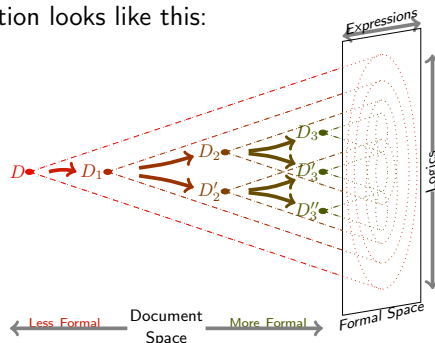 tion looks like this:
Expressions
D
D₁
D₂
D₂′
D₃
D₃′
D₃′′
Logics
Formal Space
Less Formal
Document
Space
More Formal